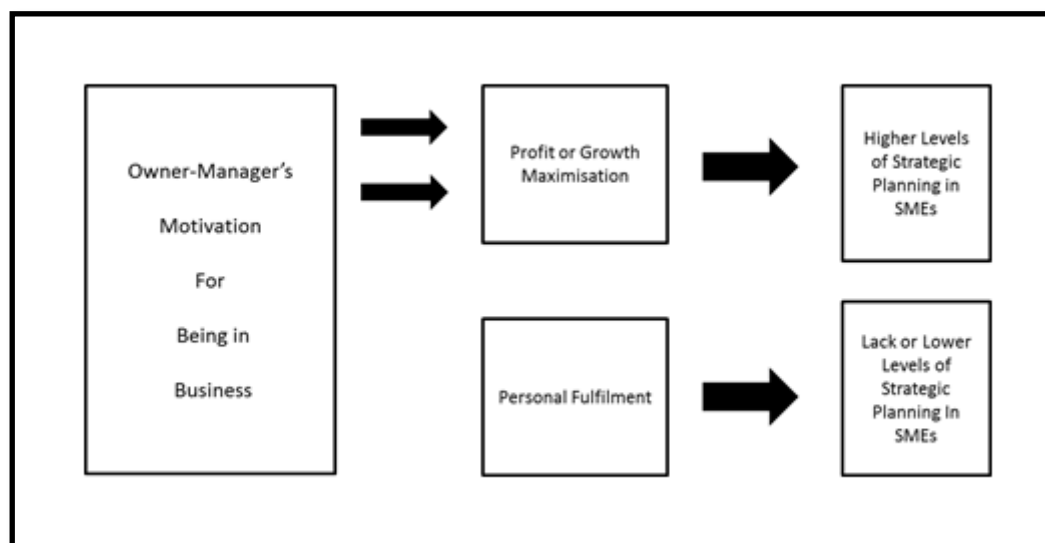 Owner-Manager's
Motivation
For
Being in
Business
Profit or Growth
Maximisation
Higher Levels
of Strategic
Planning in
SMEs
Personal Fulfilment
Lack or Lower
Levels of
Strategic
Planning In
SMEs